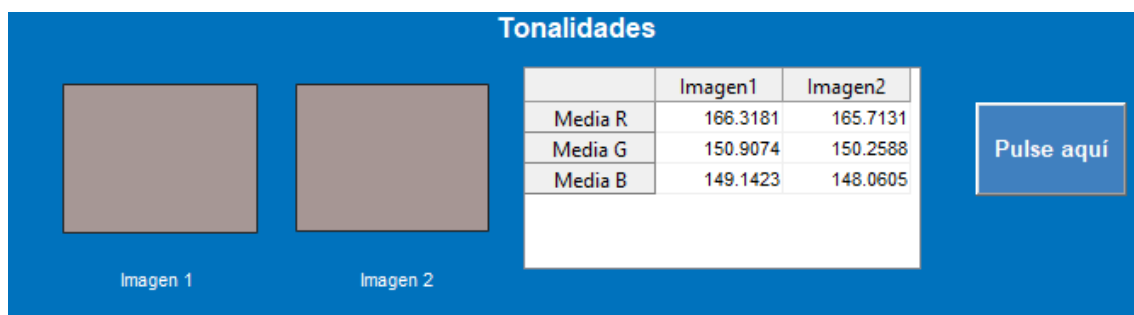 Tonalidades
Imagen1 Imagen2
Media R 166.3181 165.7131
Media G 150.9074 150.2588
Media B 149.1423 148.0605
Pulse aquí
Imagen 1
Imagen 2